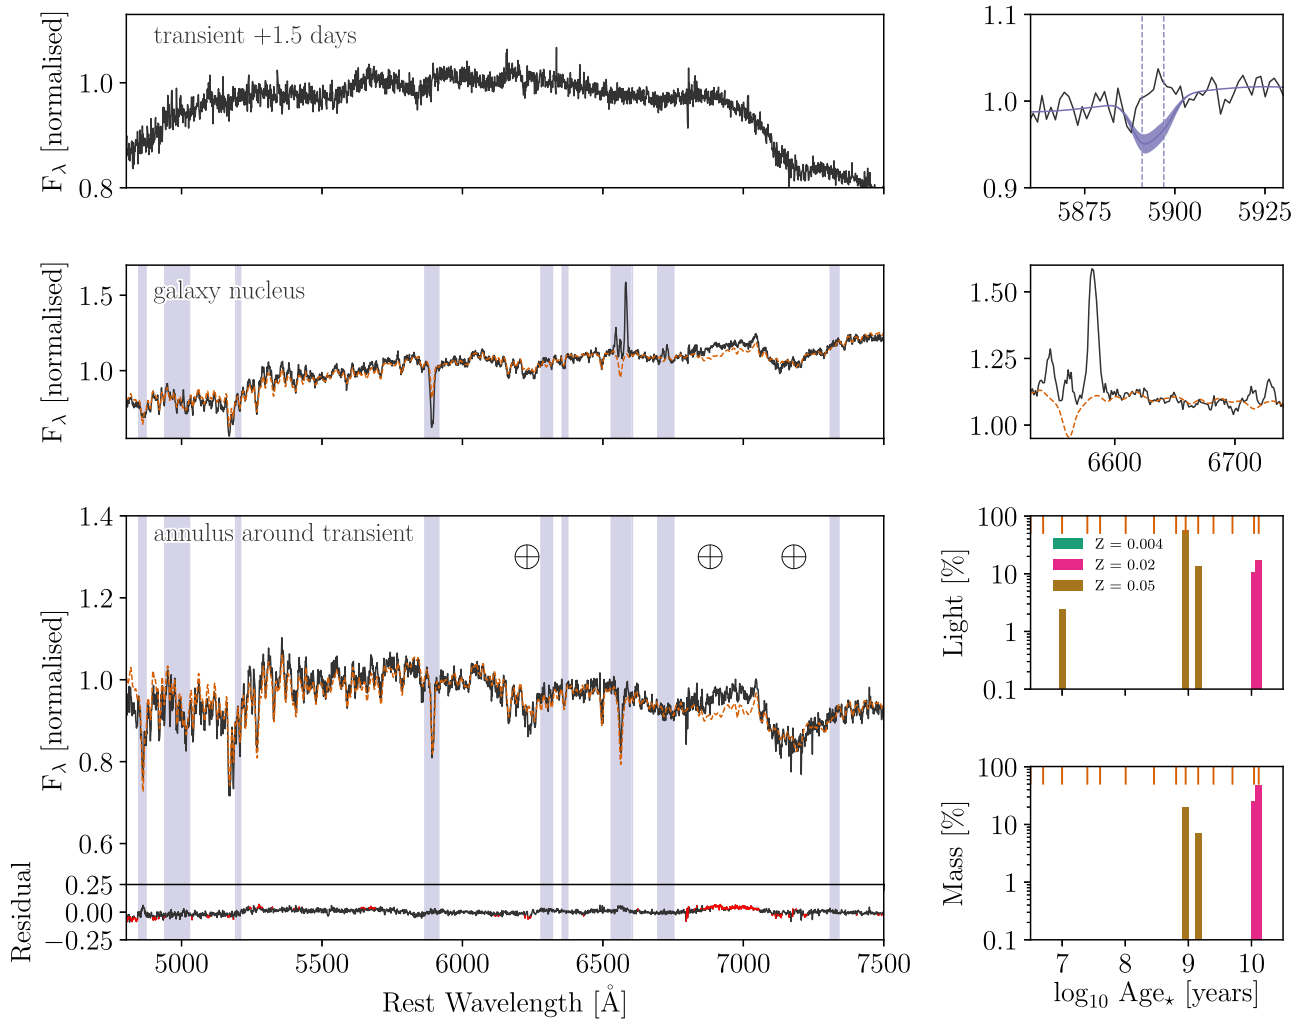 transient +1.5 days
F_λ [normalised]
1.0
0.8
5000
5500
6000
6500
7000
7500
1.1
1.0
0.9
5875
5900
5925
galaxy nucleus
F_λ [normalised]
1.5
1.0
1.50
1.25
1.00
6600
6700
annulus around transient
F_λ [normalised]
1.4
1.2
1.0
0.8
0.6
Residual
0.25
0.00
−0.25
Rest Wavelength [Å]
Light [%]
100
10
1
0.1
Z = 0.004
Z = 0.02
Z = 0.05
Mass [%]
100
10
1
0.1
7
8
9
10
log₁₀ Age⋆ [years]